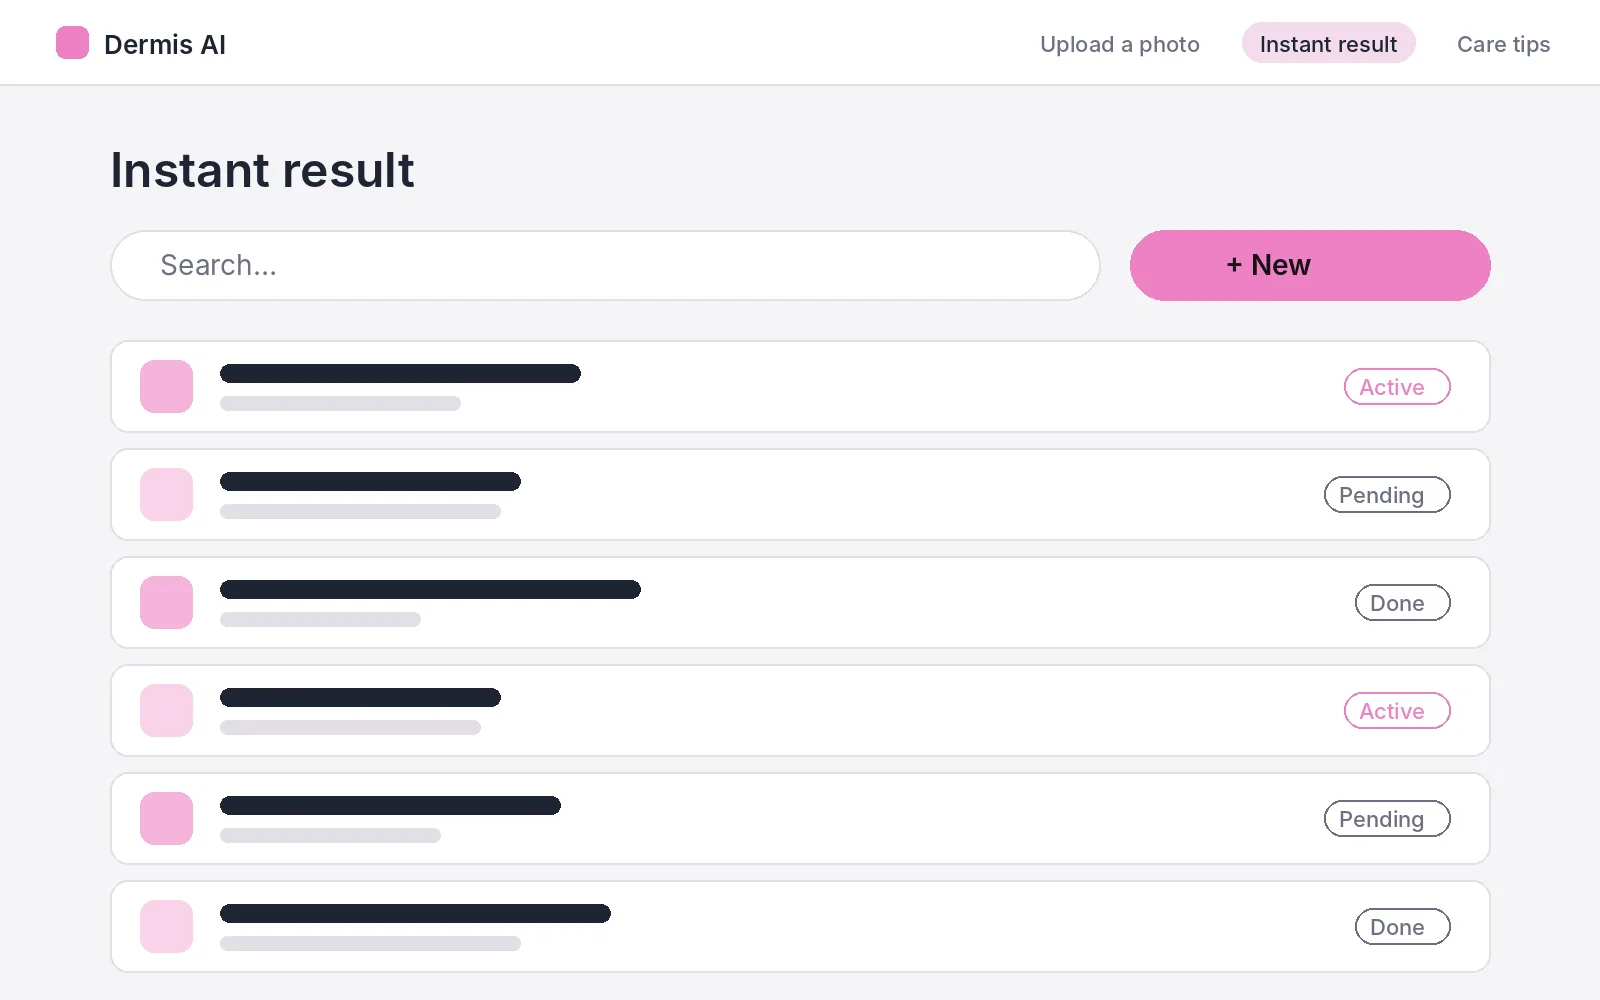 Dermis AI
Upload a photo
Instant result
Care tips
Instant result
Search...
+ New
Active
Pending
Done
Active
Pending
Done